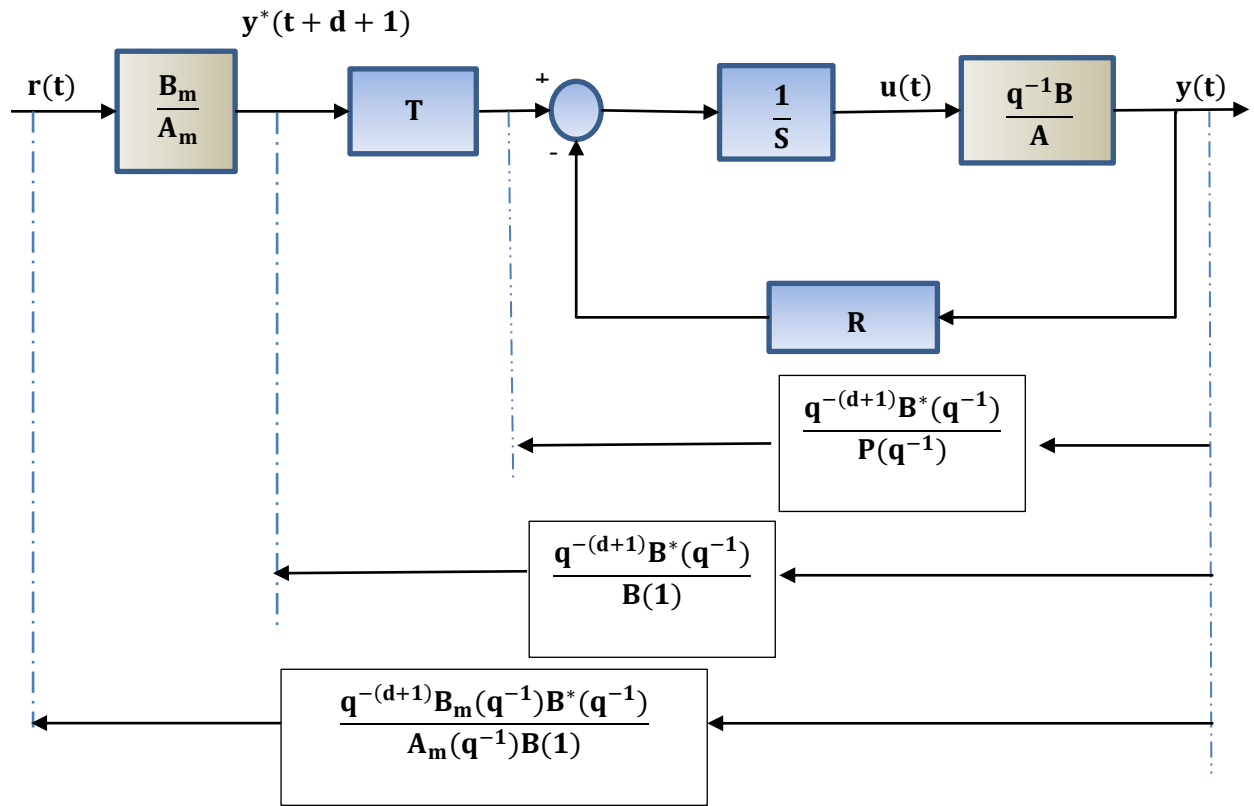 y*(t + d + 1)
r(t)
B_m
A_m
T
+
-
1
S
u(t)
q^{-1}B
A
y(t)
R
q^{-(d+1)}B*(q^{-1})
P(q^{-1})
q^{-(d+1)}B*(q^{-1})
B(1)
q^{-(d+1)}B_m(q^{-1})B*(q^{-1})
A_m(q^{-1})B(1)